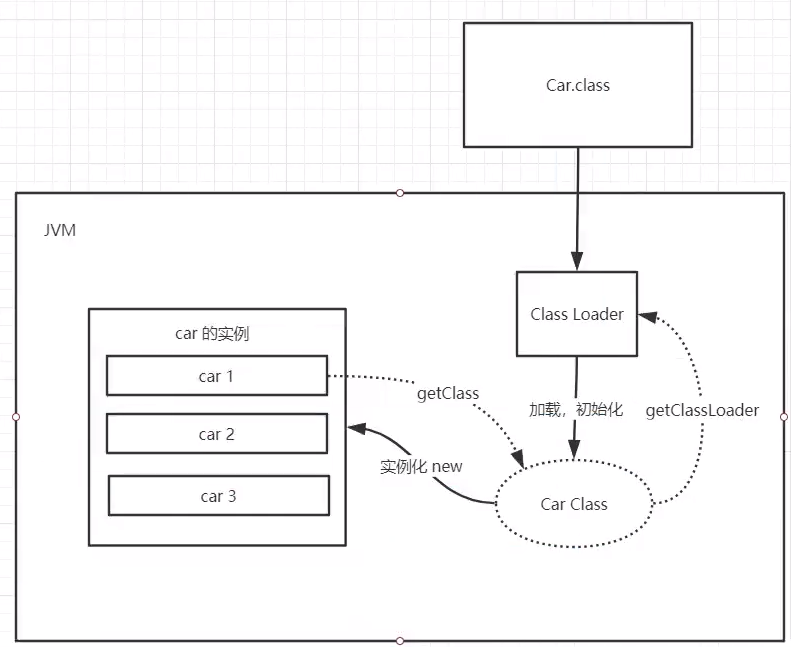 Car.class
JVM
Class Loader
car 的实例
car 1
getClass
加载，初始化
getClassLoader
car 2
实例化 new
car 3
Car Class